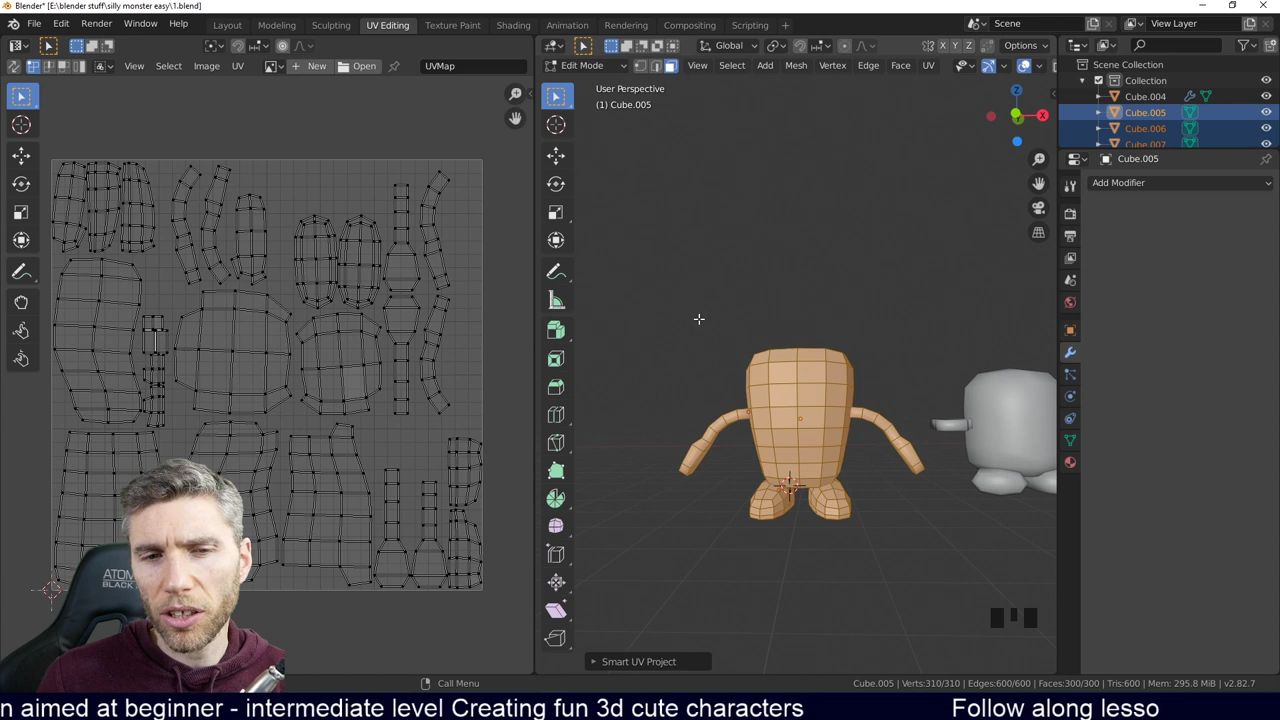 Blender* [E:\blender stuff\silly monster easy\1.blend]
File Edit Render Window Help
Layout Modeling Sculpting UV Editing Texture Paint Shading Animation Rendering Compositing Scripting + Scene View Layer
Global Options
View Select Image UV New Open UVMap
Edit Mode View Select Add Mesh Vertex Edge Face UV
X Y Z
User Perspective
(1) Cube.005
Scene Collection
Collection
Cube.004
Cube.005
Cube.006
Cube.007
Cube.005
Add Modifier
Z
X
ATOM
BLACK
Smart UV Project
Call Menu
Cube.005 | Verts:310/310 | Edges:600/600 | Faces:300/300 | Tris:600 | Mem: 295.8 MiB | v2.82.7
n aimed at beginner - intermediate level Creating fun 3d cute characters Follow along lesso